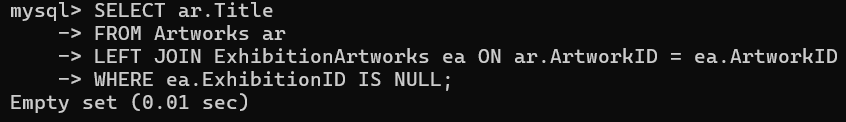 mysql> SELECT ar.Title
    -> FROM Artworks ar
    -> LEFT JOIN ExhibitionArtworks ea ON ar.ArtworkID = ea.ArtworkID
    -> WHERE ea.ExhibitionID IS NULL;
Empty set (0.01 sec)